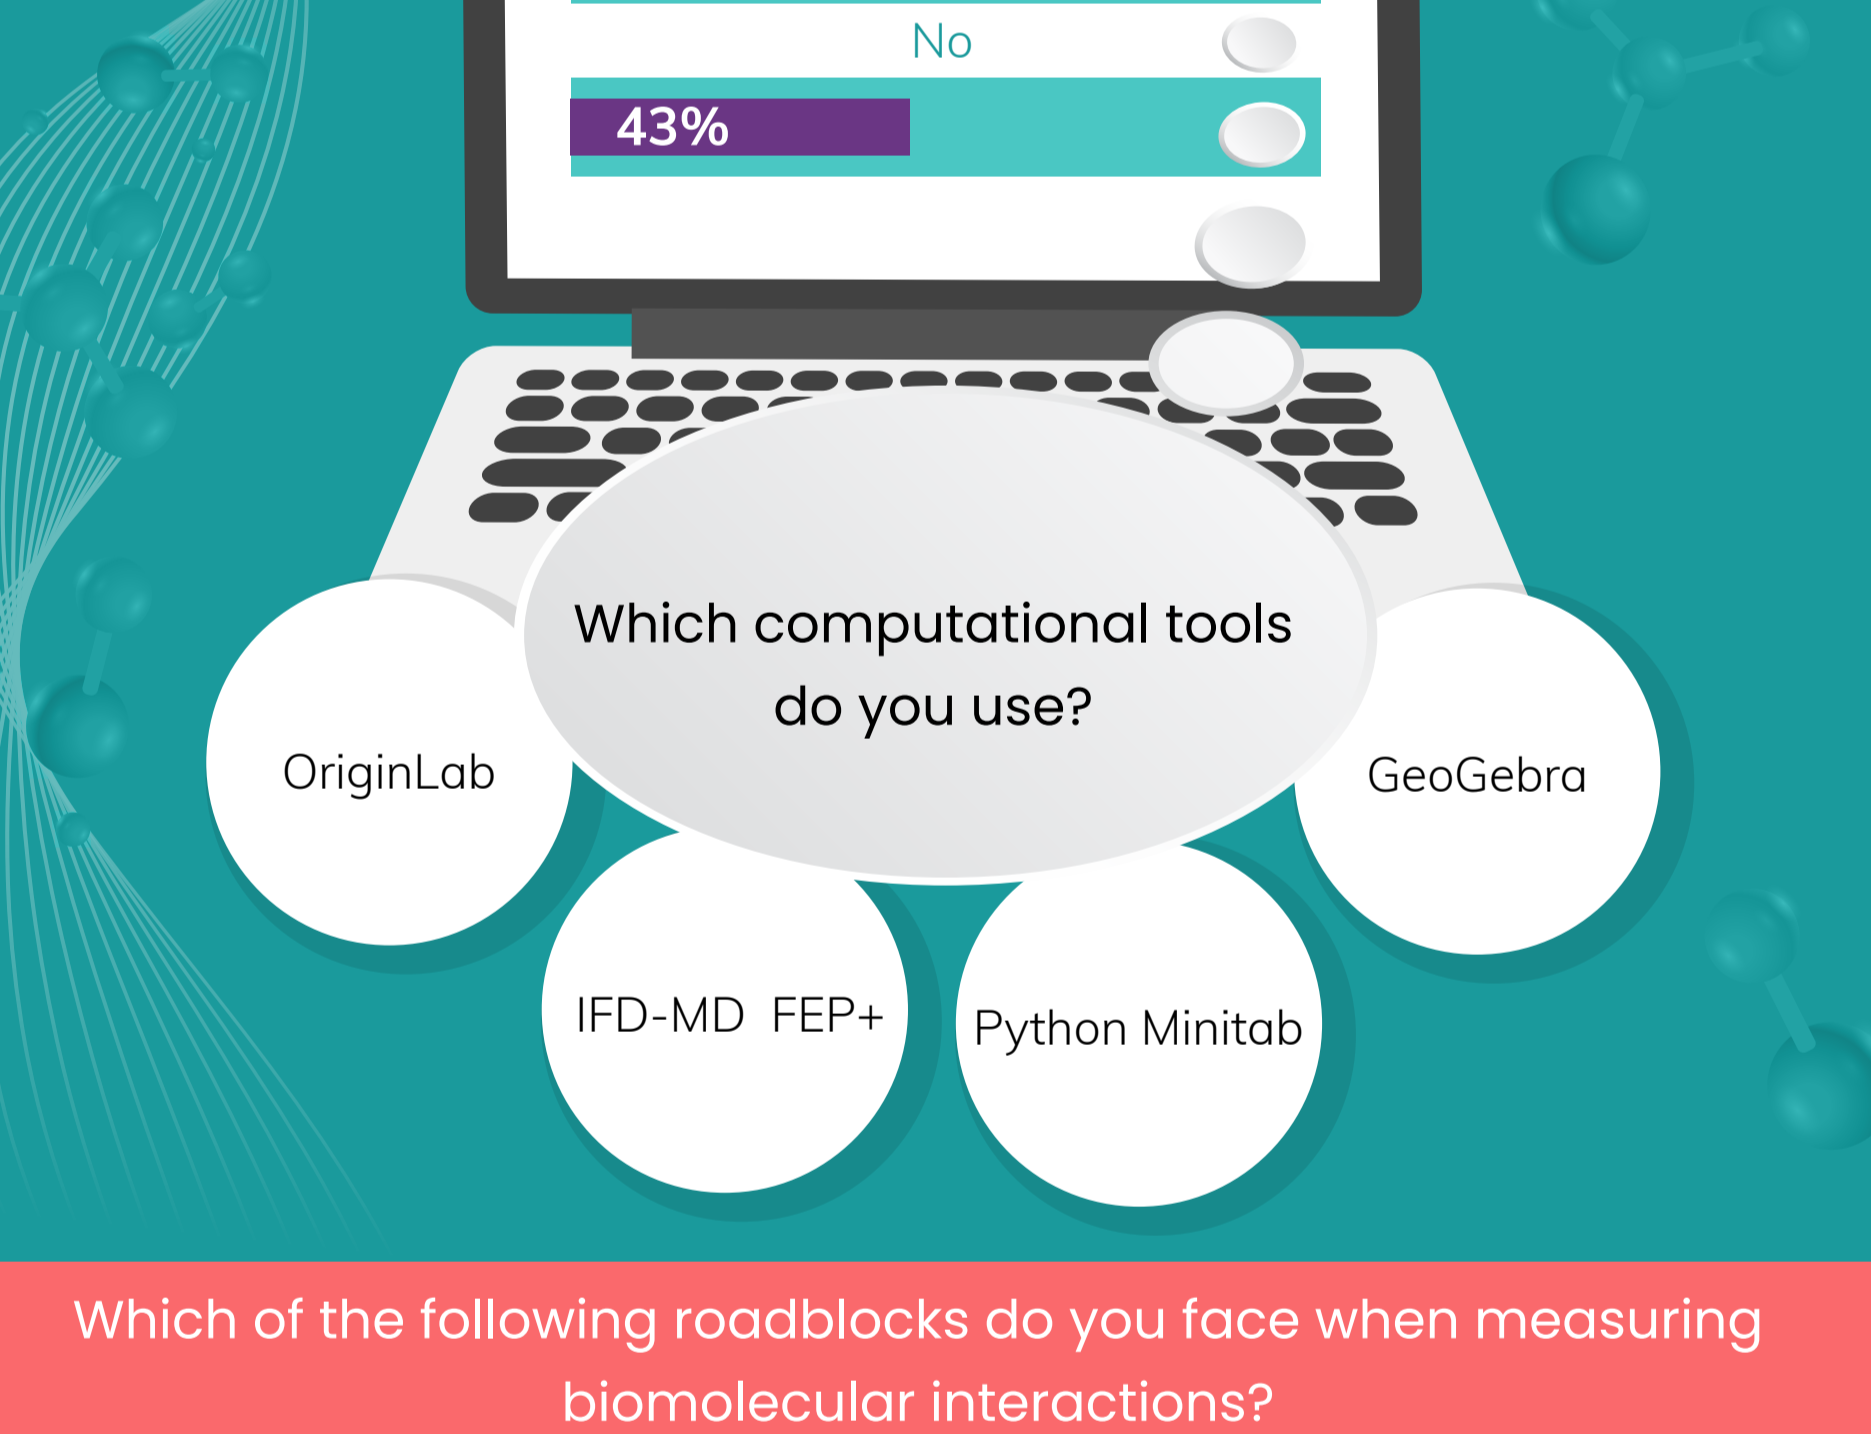 No
43%
Which computational tools
do you use?
OriginLab
GeoGebra
IFD-MD FEP+
Python Minitab
Which of the following roadblocks do you face when measuring
biomolecular interactions?